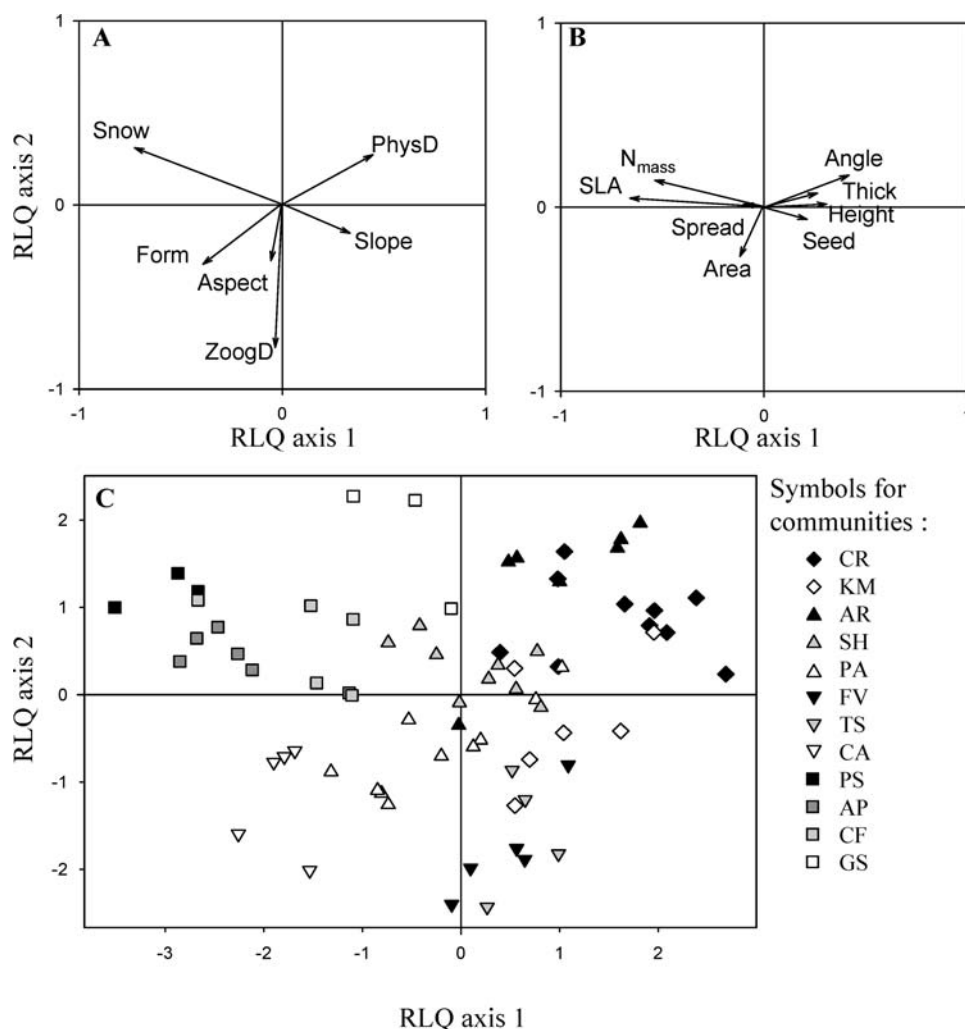 A
B
1
0
-1
-1
0
1
RLQ axis 2
RLQ axis 1
Snow
PhysD
Form
Aspect
Slope
ZoogD
1
0
-1
-1
0
1
RLQ axis 1
N_mass
SLA
Spread
Area
Angle
Thick
Height
Seed
C
2
1
0
-1
-2
-3
-2
-1
0
1
2
RLQ axis 2
RLQ axis 1
Symbols for
communities :
CR
KM
AR
SH
PA
FV
TS
CA
PS
AP
CF
GS